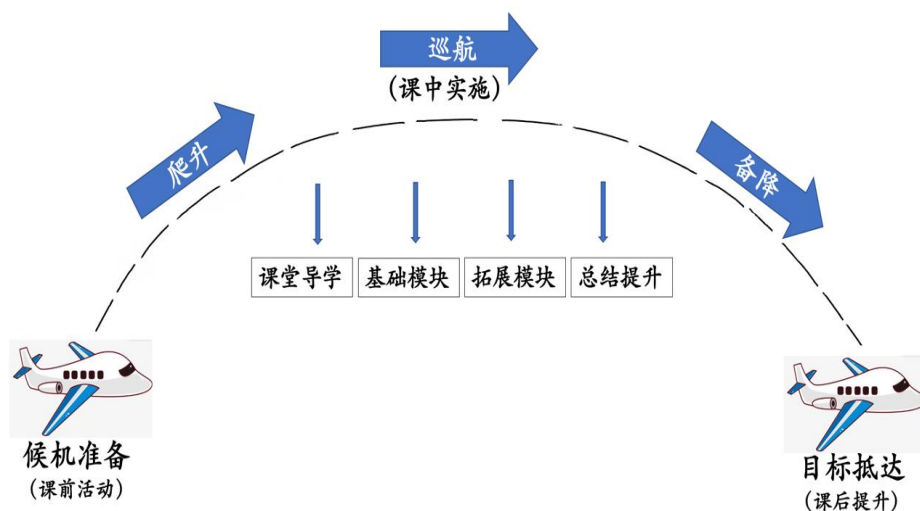 巡航
(课中实施)
爬升
备降
课堂导学
基础模块
拓展模块
总结提升
候机准备
(课前活动)
目标抵达
(课后提升)